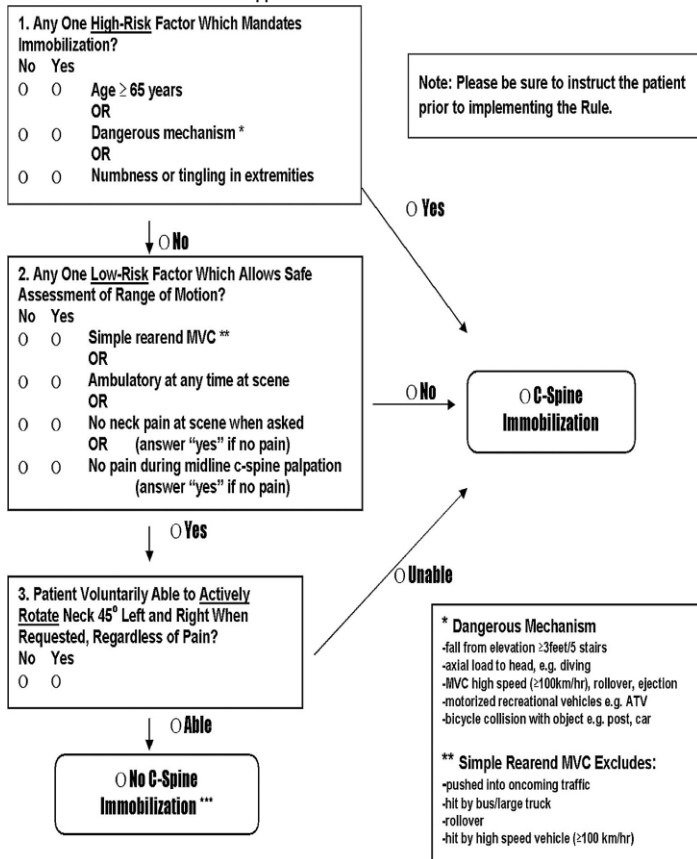 1. Any One High-Risk Factor Which Mandates
Immobilization?
No Yes
O O Age ≥ 65 years
OR
O O Dangerous mechanism *
OR
O O Numbness or tingling in extremities
Note: Please be sure to instruct the patient
prior to implementing the Rule.
O Yes
O No
2. Any One Low-Risk Factor Which Allows Safe
Assessment of Range of Motion?
No Yes
O O Simple rearend MVC **
OR
O O Ambulatory at any time at scene
OR
O O No neck pain at scene when asked
OR (answer “yes” if no pain)
O O No pain during midline c-spine palpation
(answer “yes” if no pain)
O No
O C-Spine
Immobilization
O Yes
O Unable
3. Patient Voluntarily Able to Actively
Rotate Neck 45° Left and Right When
Requested, Regardless of Pain?
No Yes
O O
O Able
O No C-Spine
Immobilization ***
* Dangerous Mechanism
-fall from elevation ≥3feet/5 stairs
-axial load to head, e.g. diving
-MVC high speed (≥100km/hr), rollover, ejection
-motorized recreational vehicles e.g. ATV
-bicycle collision with object e.g. post, car
** Simple Rearend MVC Excludes:
-pushed into oncoming traffic
-hit by bus/large truck
-rollover
-hit by high speed vehicle (≥100 km/hr)